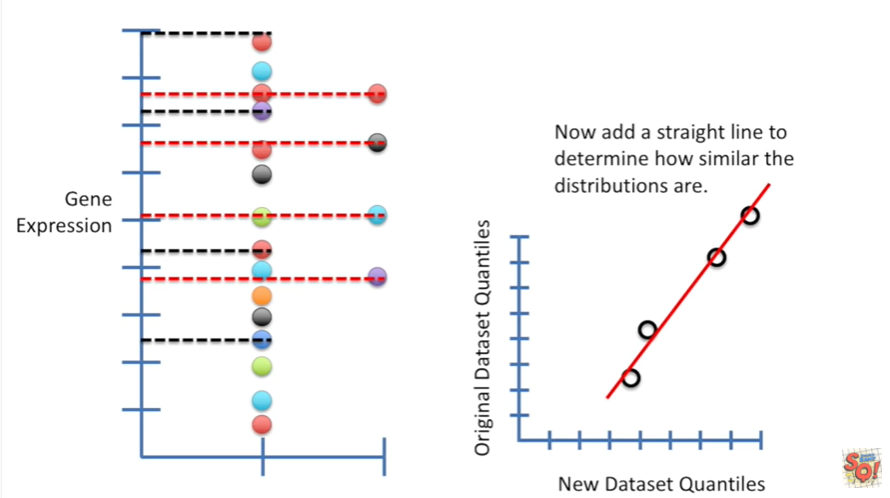 Gene
Expression
Now add a straight line to
determine how similar the
distributions are.
Original Dataset Quantiles
New Dataset Quantiles
SQ!